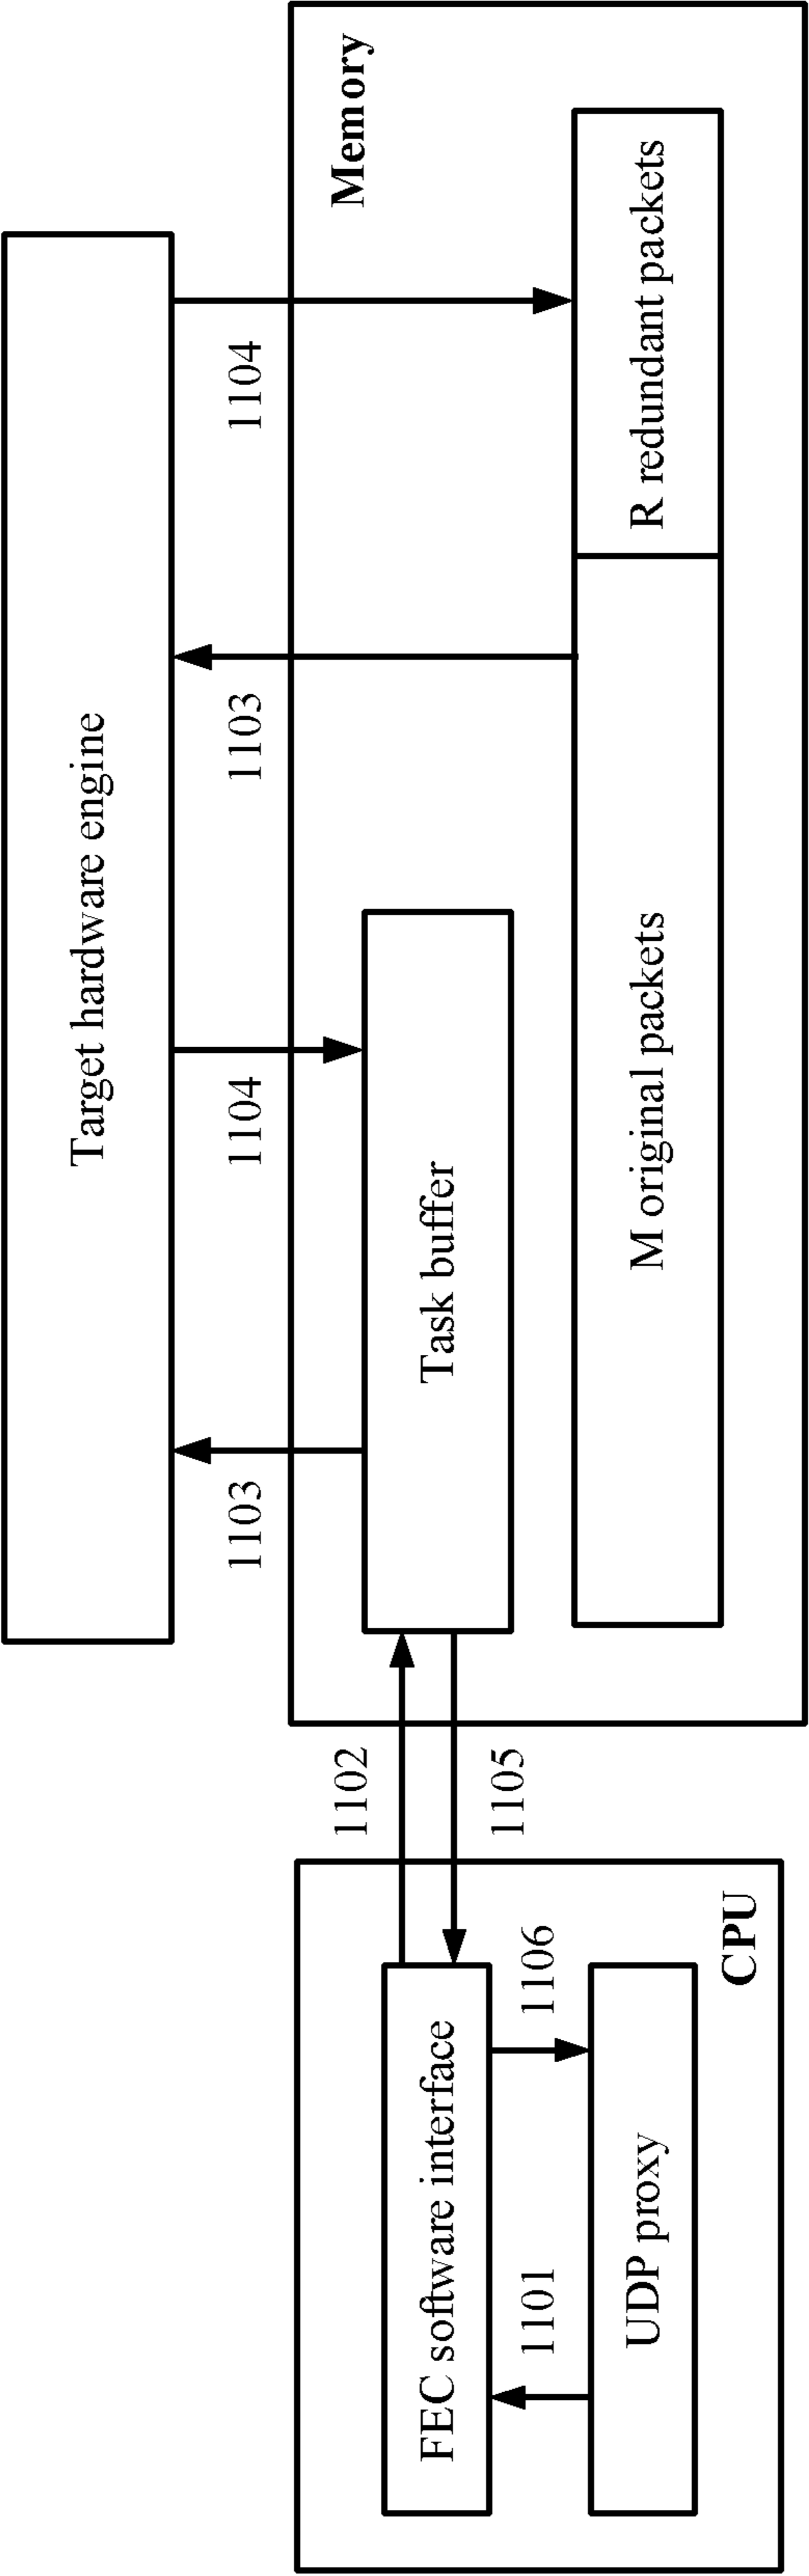 Target hardware engine
1103
1104
1103
1104
Memory
Task buffer
M original packets
R redundant packets
1102
1105
FEC software interface
1101
1106
UDP proxy
CPU